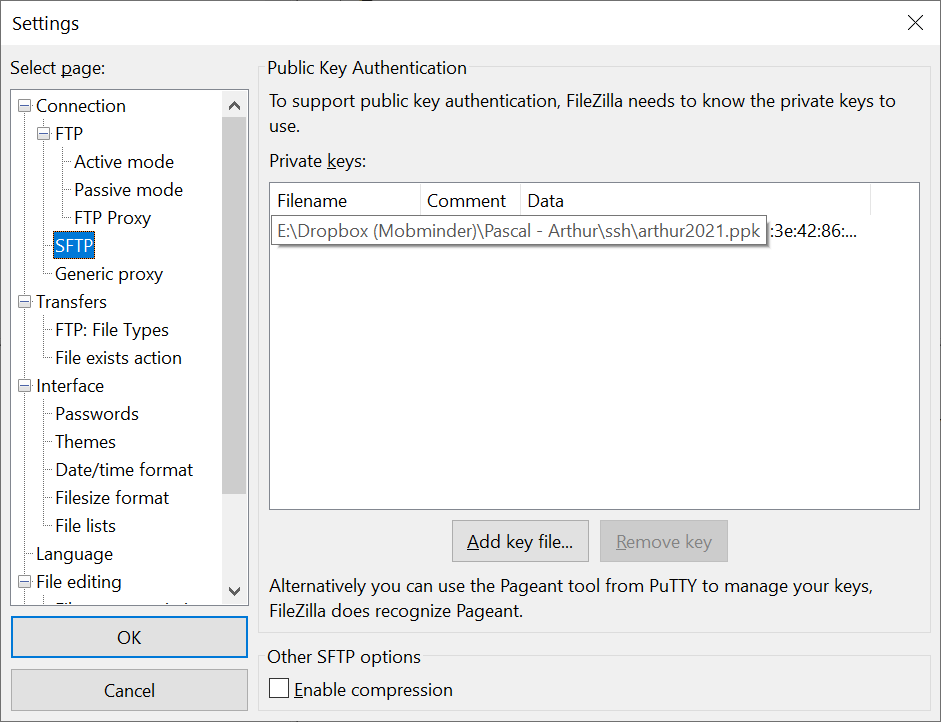 Settings
Select page:
Connection
FTP
Active mode
Passive mode
FTP Proxy
SFTP
Generic proxy
Transfers
FTP: File Types
File exists action
Interface
Passwords
Themes
Date/time format
Filesize format
File lists
Language
File editing
OK
Cancel
Public Key Authentication
To support public key authentication, FileZilla needs to know the private keys to
use.
Private keys:
Filename Comment Data
E:\Dropbox (Mobminder)\Pascal - Arthur\ssh\arthur2021.ppk :3e:42:86:...
Add key file... Remove key
Alternatively you can use the Pageant tool from PuTTY to manage your keys,
FileZilla does recognize Pageant.
Other SFTP options
Enable compression